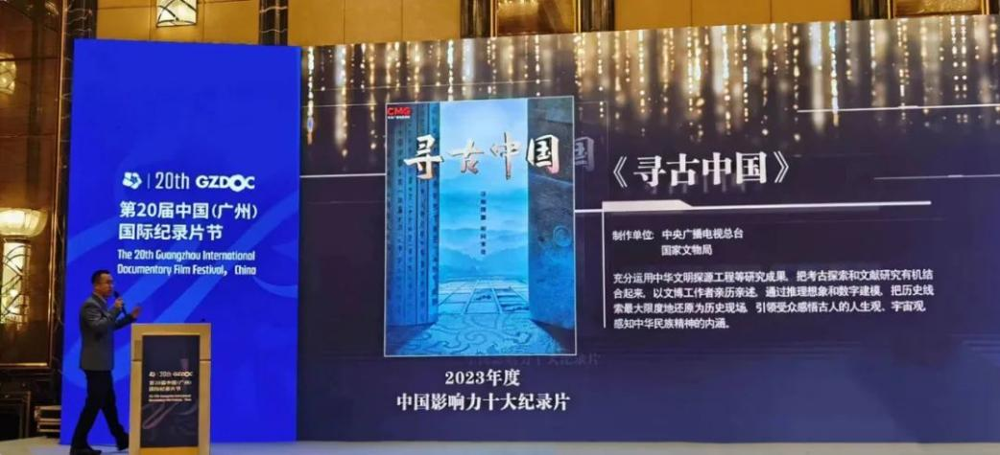 20th GZDOC
第20届中国(广州)
国际纪录片节
The 20th Guangzhou International
Documentary Film Festival, China
20th GZDOC
第20届中国(广州)
国际纪录片节
CMG
寻古中国
《寻古中国》
制作单位: 中央广播电视总台
国家文物局
充分运用中华文明探源工程等研究成果, 把考古探索和文献研究有机结
合起来, 以文博工作者亲历亲述, 通过推理想象和数字建模, 把历史线
索最大限度地还原为历史现场, 引领受众感悟古人的人生观、宇宙观,
感知中华民族精神的内涵。
2023年度
中国影响力十大纪录片